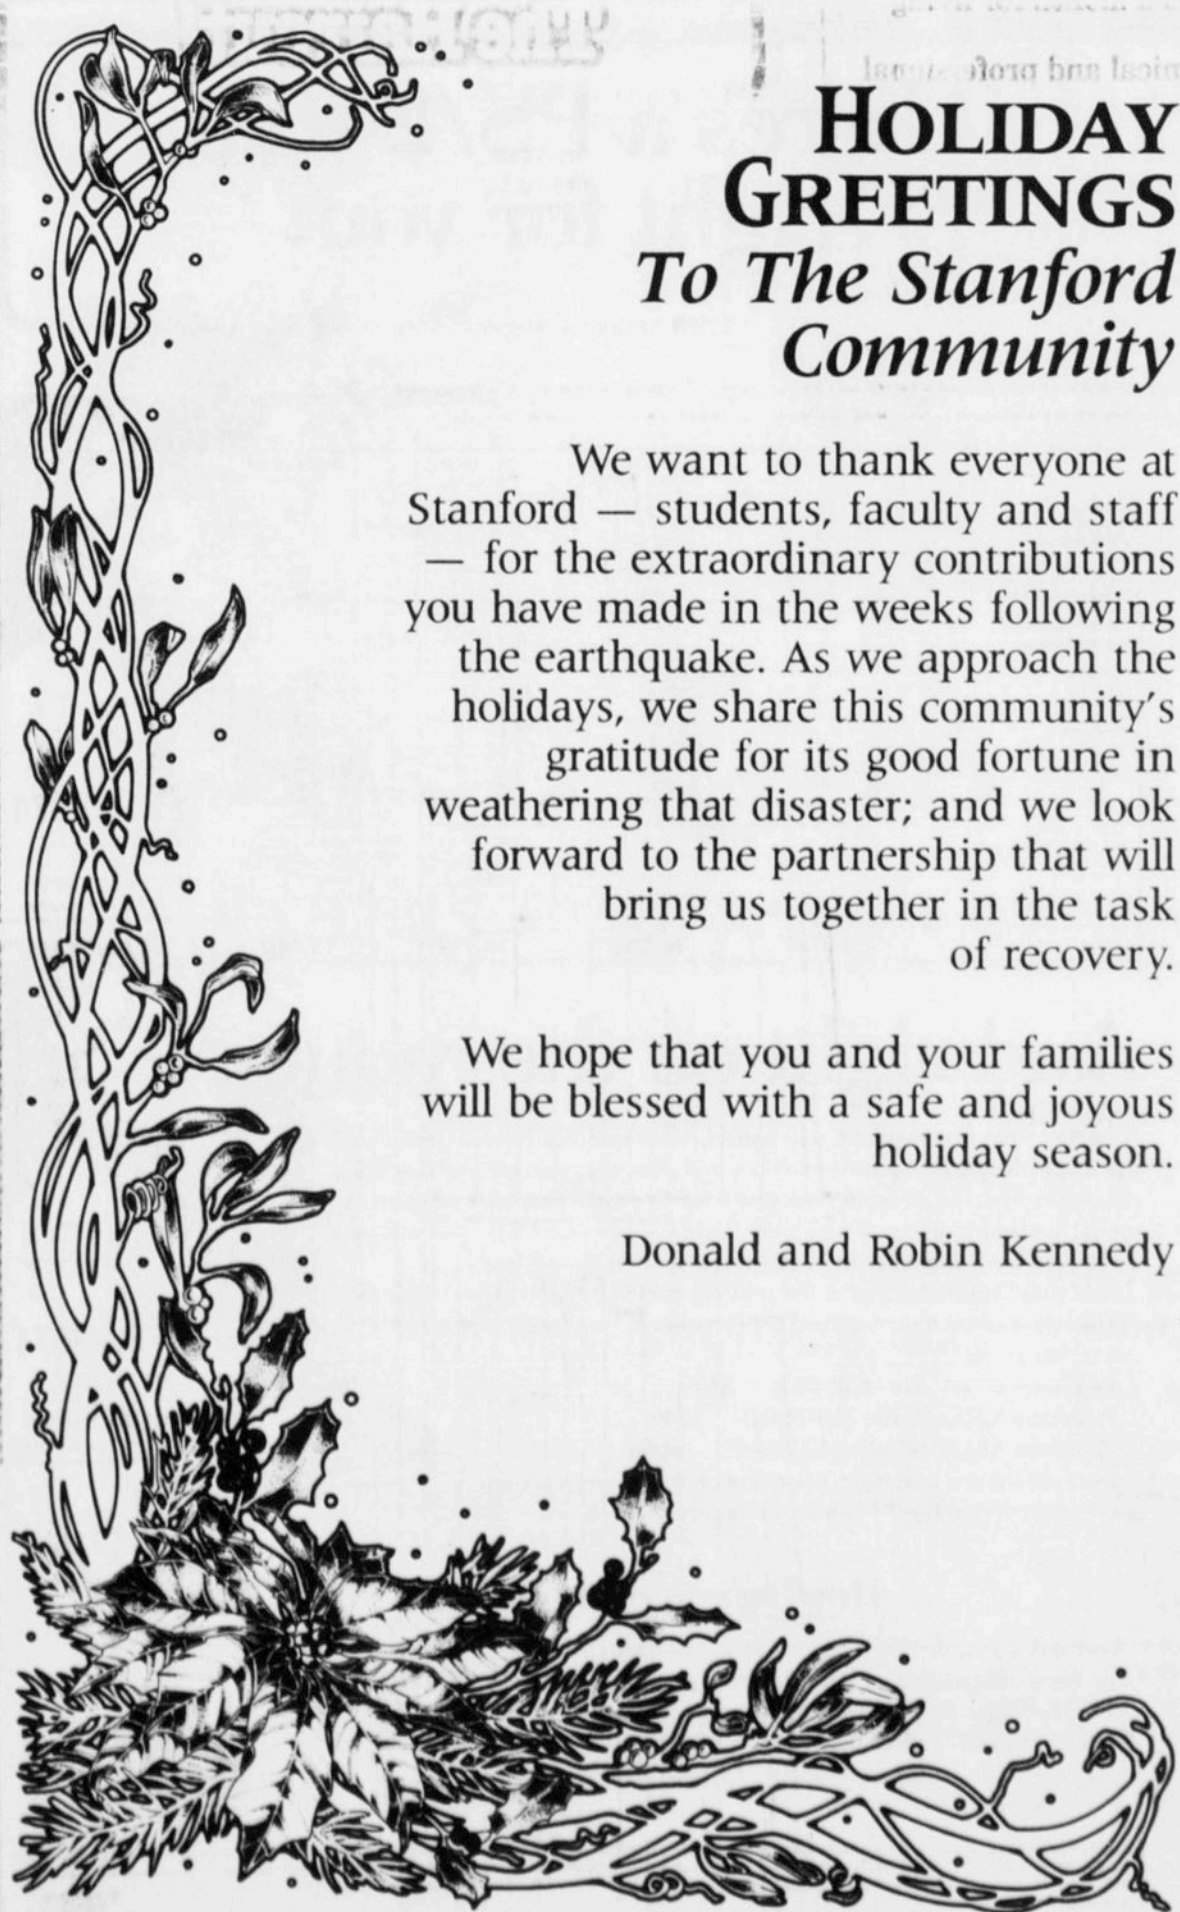 HOLIDAY
GREETINGS
To The Stanford
Community
We want to thank everyone at
Stanford — students, faculty and staff
— for the extraordinary contributions
you have made in the weeks following
the earthquake. As we approach the
holidays, we share this community's
gratitude for its good fortune in
weathering that disaster; and we look
forward to the partnership that will
bring us together in the task
of recovery.
We hope that you and your families
will be blessed with a safe and joyous
holiday season.
Donald and Robin Kennedy